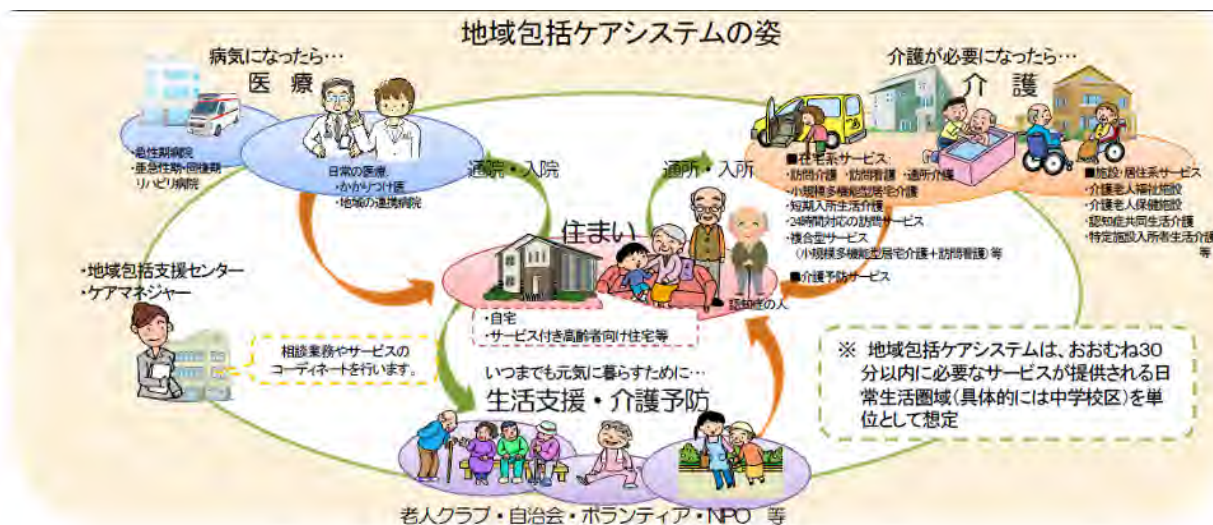 地域包括ケアシステムの姿
病気になったら…
医 療
・急性期病院
・亜急性期・回復期
リハビリ病院
日常の医療:
・かかりつけ医
・地域の連携病院
通院・入院
介護が必要になったら…
介 護
通所・入所
■在宅系サービス:
・訪問介護 ・訪問看護 ・通所介護
・小規模多機能型居宅介護
・短期入所生活介護
・24時間対応の訪問サービス
・複合型サービス
(小規模多機能型居宅介護+訪問看護)等
■介護予防サービス
■施設・居住系サービス
・介護老人福祉施設
・介護老人保健施設
・認知症共同生活介護
・特定施設入所者生活介護
等
住まい
認知症の人
・自宅
・サービス付き高齢者向け住宅等
・地域包括支援センター
・ケアマネジャー
相談業務やサービスの
コーディネートを行います。
いつまでも元気に暮らすために…
生活支援・介護予防
老人クラブ・自治会・ボランティア・NPO 等
※ 地域包括ケアシステムは、おおむね30
分以内に必要なサービスが提供される日
常生活圏域(具体的には中学校区)を単
位として想定